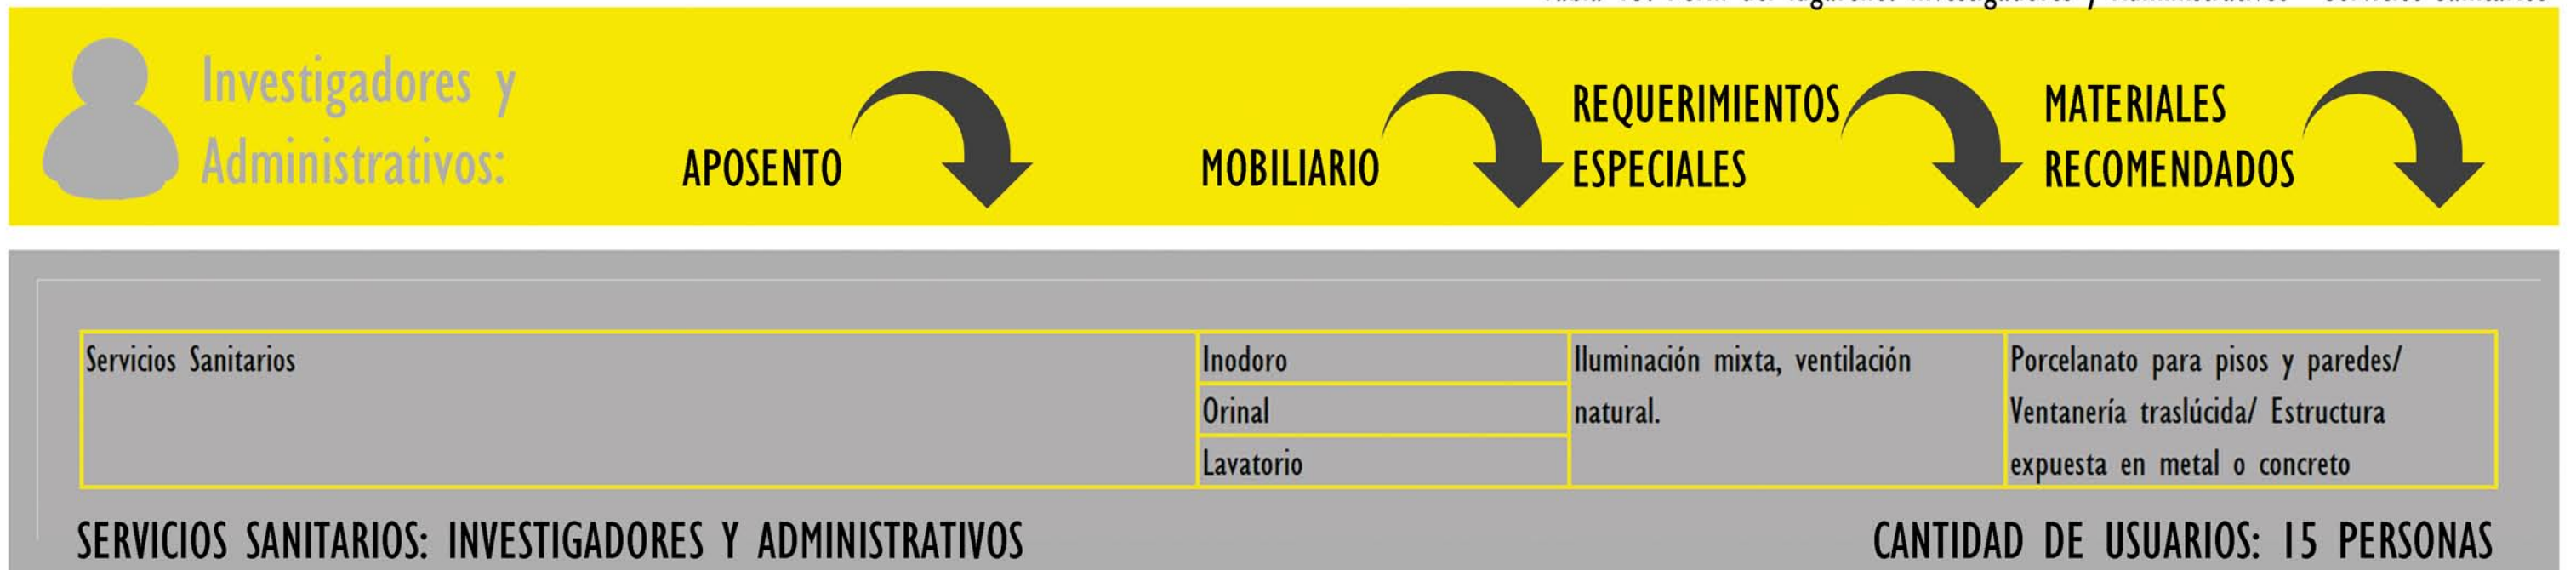 Investigadores y
Administrativos:
APOSENTO
MOBILIARIO
REQUERIMIENTOS
ESPECIALES
MATERIALES
RECOMENDADOS
Servicios Sanitarios
Inodoro
Orinal
Lavatorio
Iluminación mixta, ventilación
natural.
Porcelanato para pisos y paredes/
Ventanería traslúcida/ Estructura
expuesta en metal o concreto
SERVICIOS SANITARIOS: INVESTIGADORES Y ADMINISTRATIVOS
CANTIDAD DE USUARIOS: 15 PERSONAS